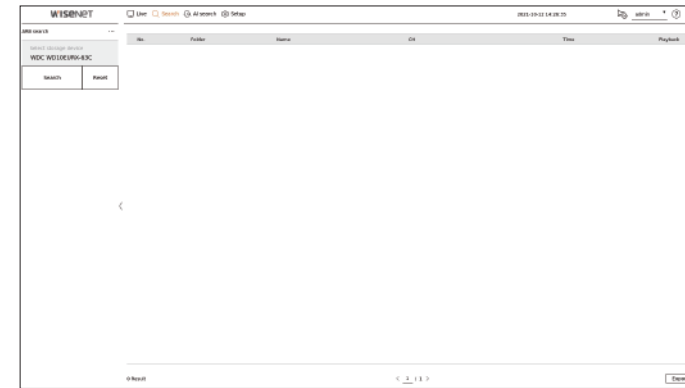 WISENET
Live Search AI search Setup
2021-10-12 14:28:35
admin
ARB search ...
Select storage device
WDC WD10EURX-63C
Search Reset
No. Folder Name CH Time Playback
0 Result
1 / 1